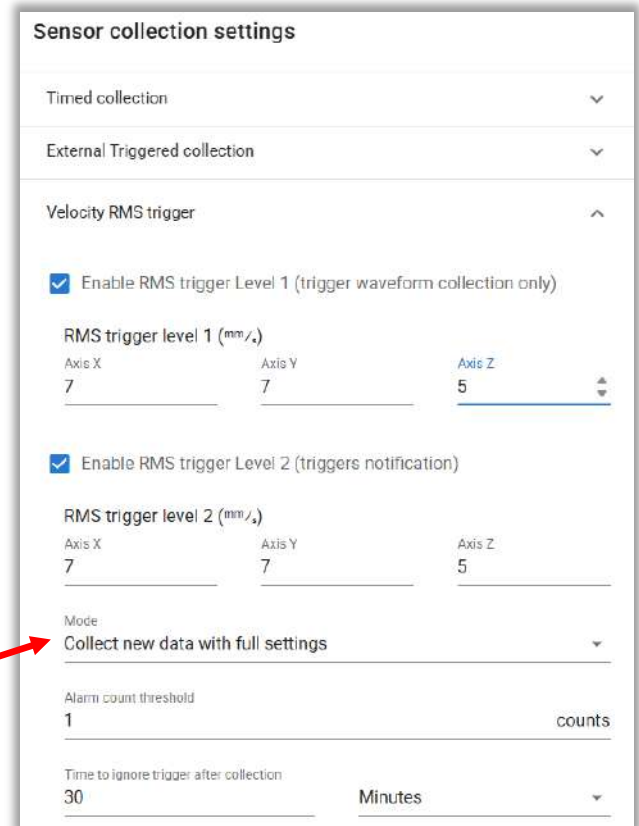 Sensor collection settings
Timed collection
External Triggered collection
Velocity RMS trigger
Enable RMS trigger Level 1 (trigger waveform collection only)
RMS trigger level 1 (mm/s)
Axis X Axis Y Axis Z
7 7 5
Enable RMS trigger Level 2 (triggers notification)
RMS trigger level 2 (mm/s)
Axis X Axis Y Axis Z
7 7 5
Mode
Collect new data with full settings
Alarm count threshold
1 counts
Time to ignore trigger after collection
30 Minutes